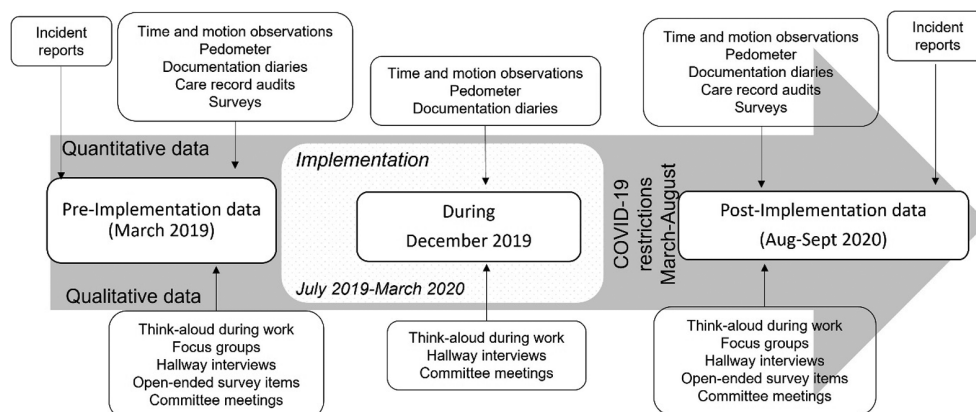 Incident
reports
Time and motion observations
Pedometer
Documentation diaries
Care record audits
Surveys
Time and motion observations
Pedometer
Documentation diaries
Time and motion observations
Pedometer
Documentation diaries
Care record audits
Surveys
Incident
reports
Quantitative data
Implementation
Pre-Implementation data
(March 2019)
During
December 2019
COVID-19
restrictions
March-August
Post-Implementation data
(Aug-Sept 2020)
Qualitative data
July 2019-March 2020
Think-aloud during work
Focus groups
Hallway interviews
Open-ended survey items
Committee meetings
Think-aloud during work
Hallway interviews
Committee meetings
Think-aloud during work
Focus groups
Hallway interviews
Open-ended survey items
Committee meetings